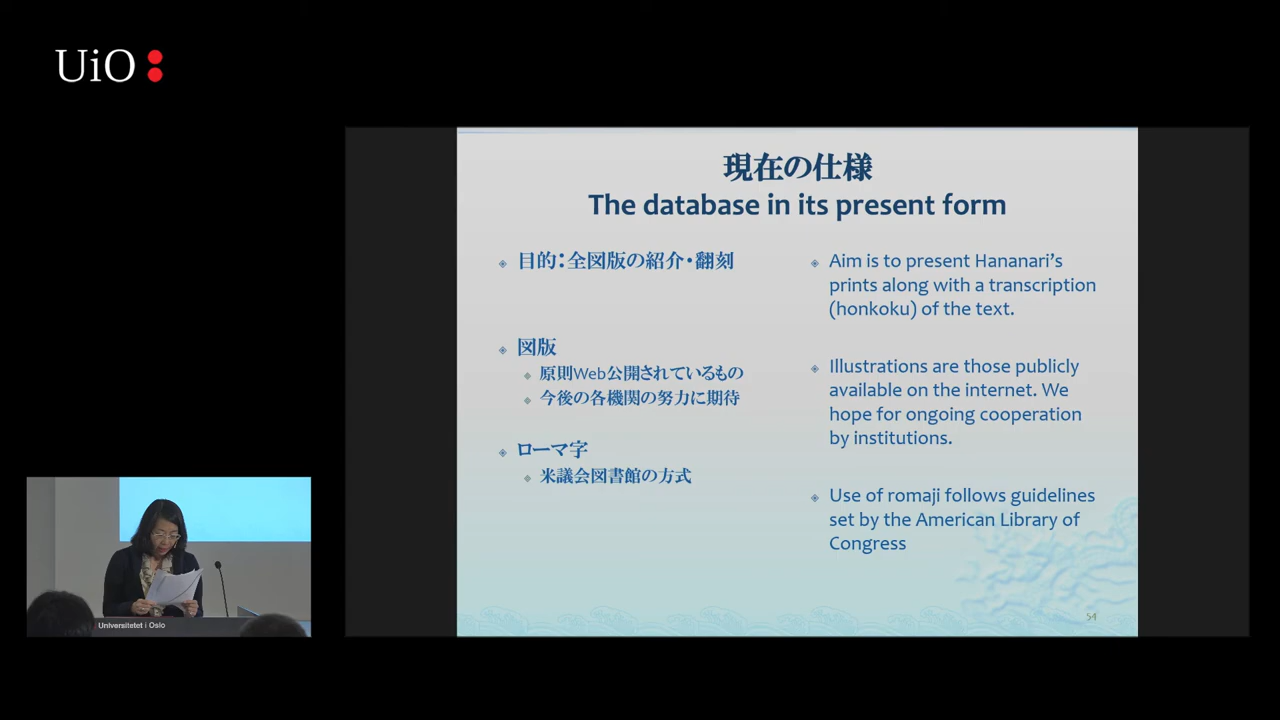 UiO:
現在の仕様
The database in its present form
目的：全図版の紹介・翻刻
図版
原則Web公開されているもの
今後の各機関の努力に期待
ローマ字
米議会図書館の方式
Aim is to present Hananari's
prints along with a transcription
(honkoku) of the text.
Illustrations are those publicly
available on the internet. We
hope for ongoing cooperation
by institutions.
Use of romaji follows guidelines
set by the American Library of
Congress
54
Universitetet i Oslo